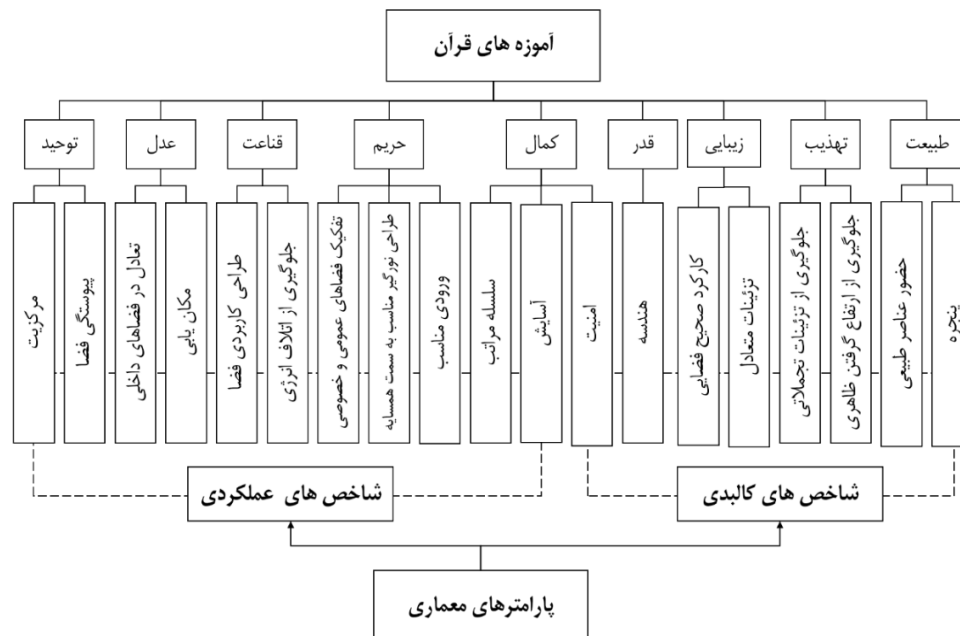 آموزه های قرآن
طبیعت
تهذیب
زیبایی
قدر
کمال
حریم
قناعت
عدل
توحید
پنجره
حضور عناصر طبیعی
جلوگیری از ارتفاع گرفتن ظاهری
جلوگیری از تزئینات تجملاتی
تزئینات متعادل
کارکرد صحیح فضایی
هندسه
امنیت
آسایش
سلسله مراتب
ورودی مناسب
طراحی نورگیر مناسب به سمت همسایه
تفکیک فضاهای عمومی و خصوصی
جلوگیری از اتلاف انرژی
طراحی کاربردی فضا
مکان یابی
تعادل در فضاهای داخلی
پیوستگی فضا
مرکزیت
شاخص های کالبدی
شاخص های عملکردی
پارامترهای معماری